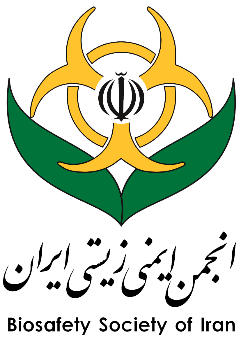 انجمن ایمنی زیستی ایران
Biosafety Society of Iran